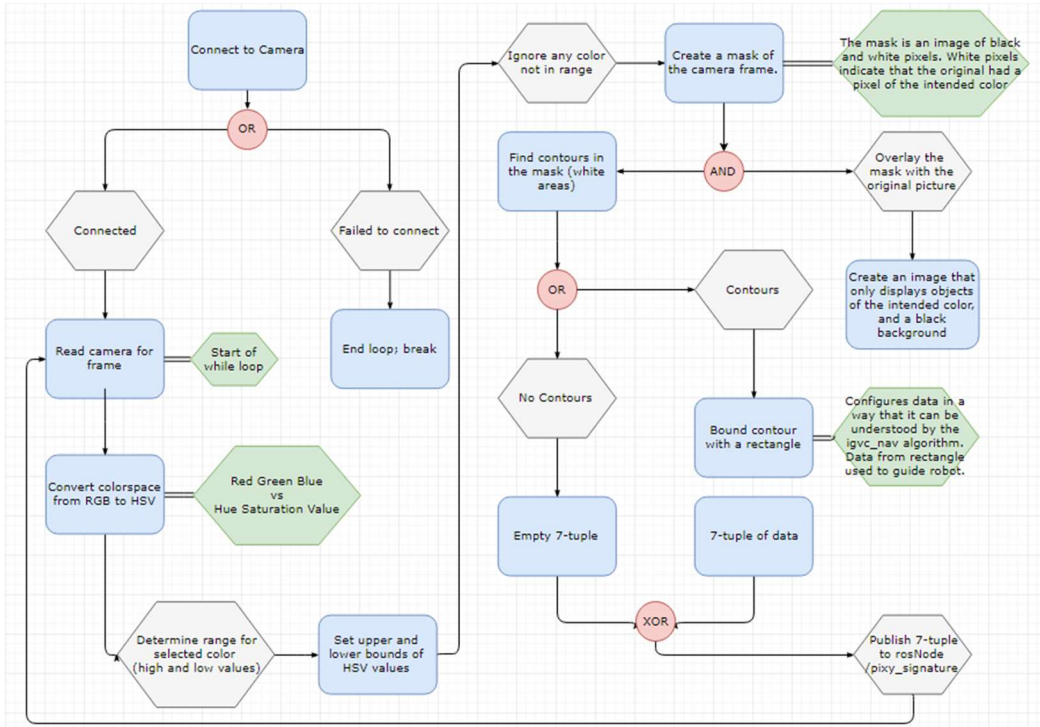 Connect to Camera
OR
Connected
Failed to connect
Read camera for
frame
Start of
while loop
End loop; break
Convert colorspace
from RGB to HSV
Red Green Blue
vs
Hue Saturation Value
Determine range for
selected color
(high and low values)
Set upper and
lower bounds of
HSV values
Ignore any color
not in range
Create a mask of
the camera frame.
The mask is an image of black
and white pixels. White pixels
indicate that the original had a
pixel of the intended color
AND
Find contours in
the mask (white
areas)
Overlay the
mask with the
original picture
Create an image that
only displays objects
of the intended color,
and a black
background
OR
Contours
No Contours
Bound contour
with a rectangle
Configures data in a
way that it can be
understood by the
igvc_nav algorithm.
Data from rectangle
used to guide robot.
Empty 7-tuple
7-tuple of data
XOR
Publish 7-tuple
to rosNode
/pixy_signature